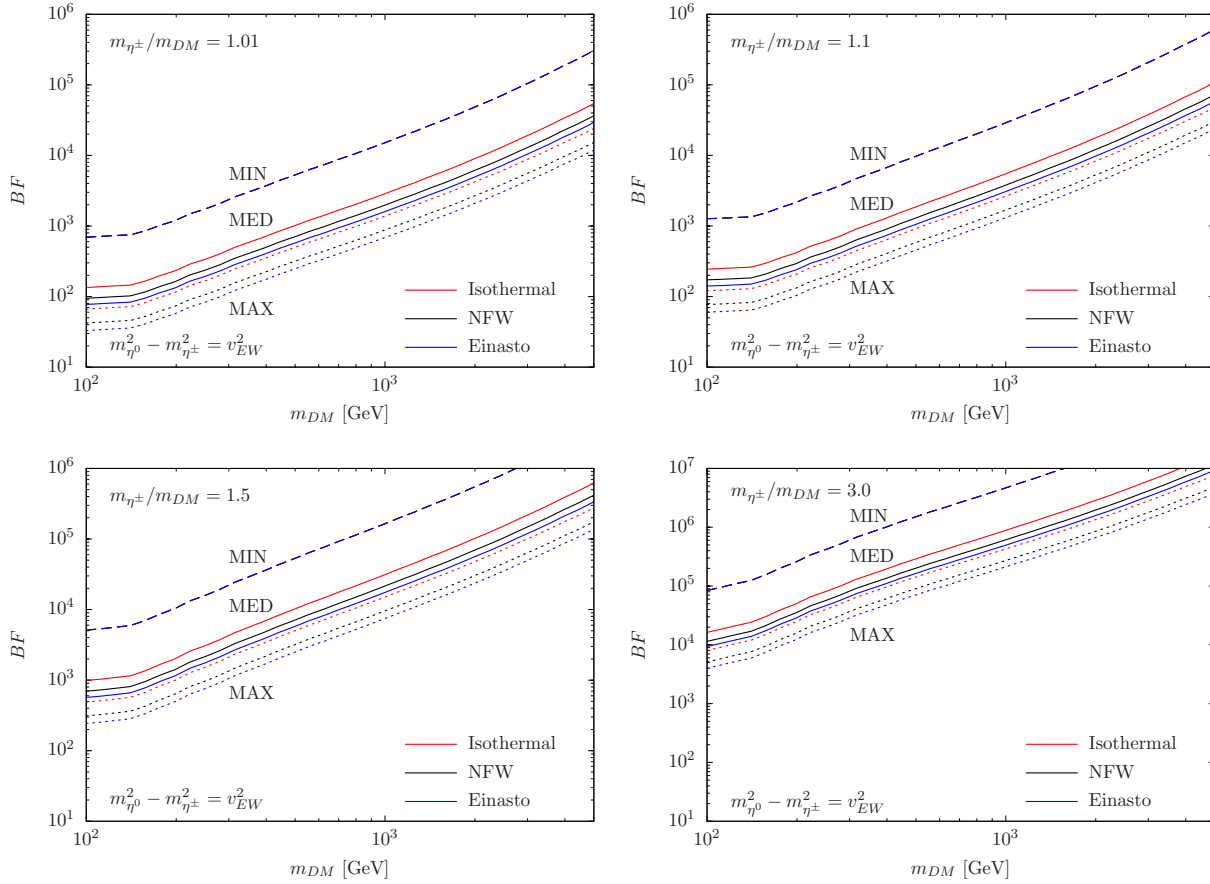 10^6
10^5
10^4
10^3
10^2
10^1
BF
m_{η^±}/m_{DM} = 1.01
MIN
MED
MAX
Isothermal
NFW
Einasto
m^2_{η^0} − m^2_{η^±} = v^2_{EW}
10^2
10^3
m_{DM} [GeV]
10^6
10^5
10^4
10^3
10^2
10^1
BF
m_{η^±}/m_{DM} = 1.1
MIN
MED
MAX
Isothermal
NFW
Einasto
m^2_{η^0} − m^2_{η^±} = v^2_{EW}
10^2
10^3
m_{DM} [GeV]
10^6
10^5
10^4
10^3
10^2
10^1
BF
m_{η^±}/m_{DM} = 1.5
MIN
MED
MAX
Isothermal
NFW
Einasto
m^2_{η^0} − m^2_{η^±} = v^2_{EW}
10^2
10^3
m_{DM} [GeV]
10^7
10^6
10^5
10^4
10^3
10^2
10^1
BF
m_{η^±}/m_{DM} = 3.0
MIN
MED
MAX
Isothermal
NFW
Einasto
m^2_{η^0} − m^2_{η^±} = v^2_{EW}
10^2
10^3
m_{DM} [GeV]